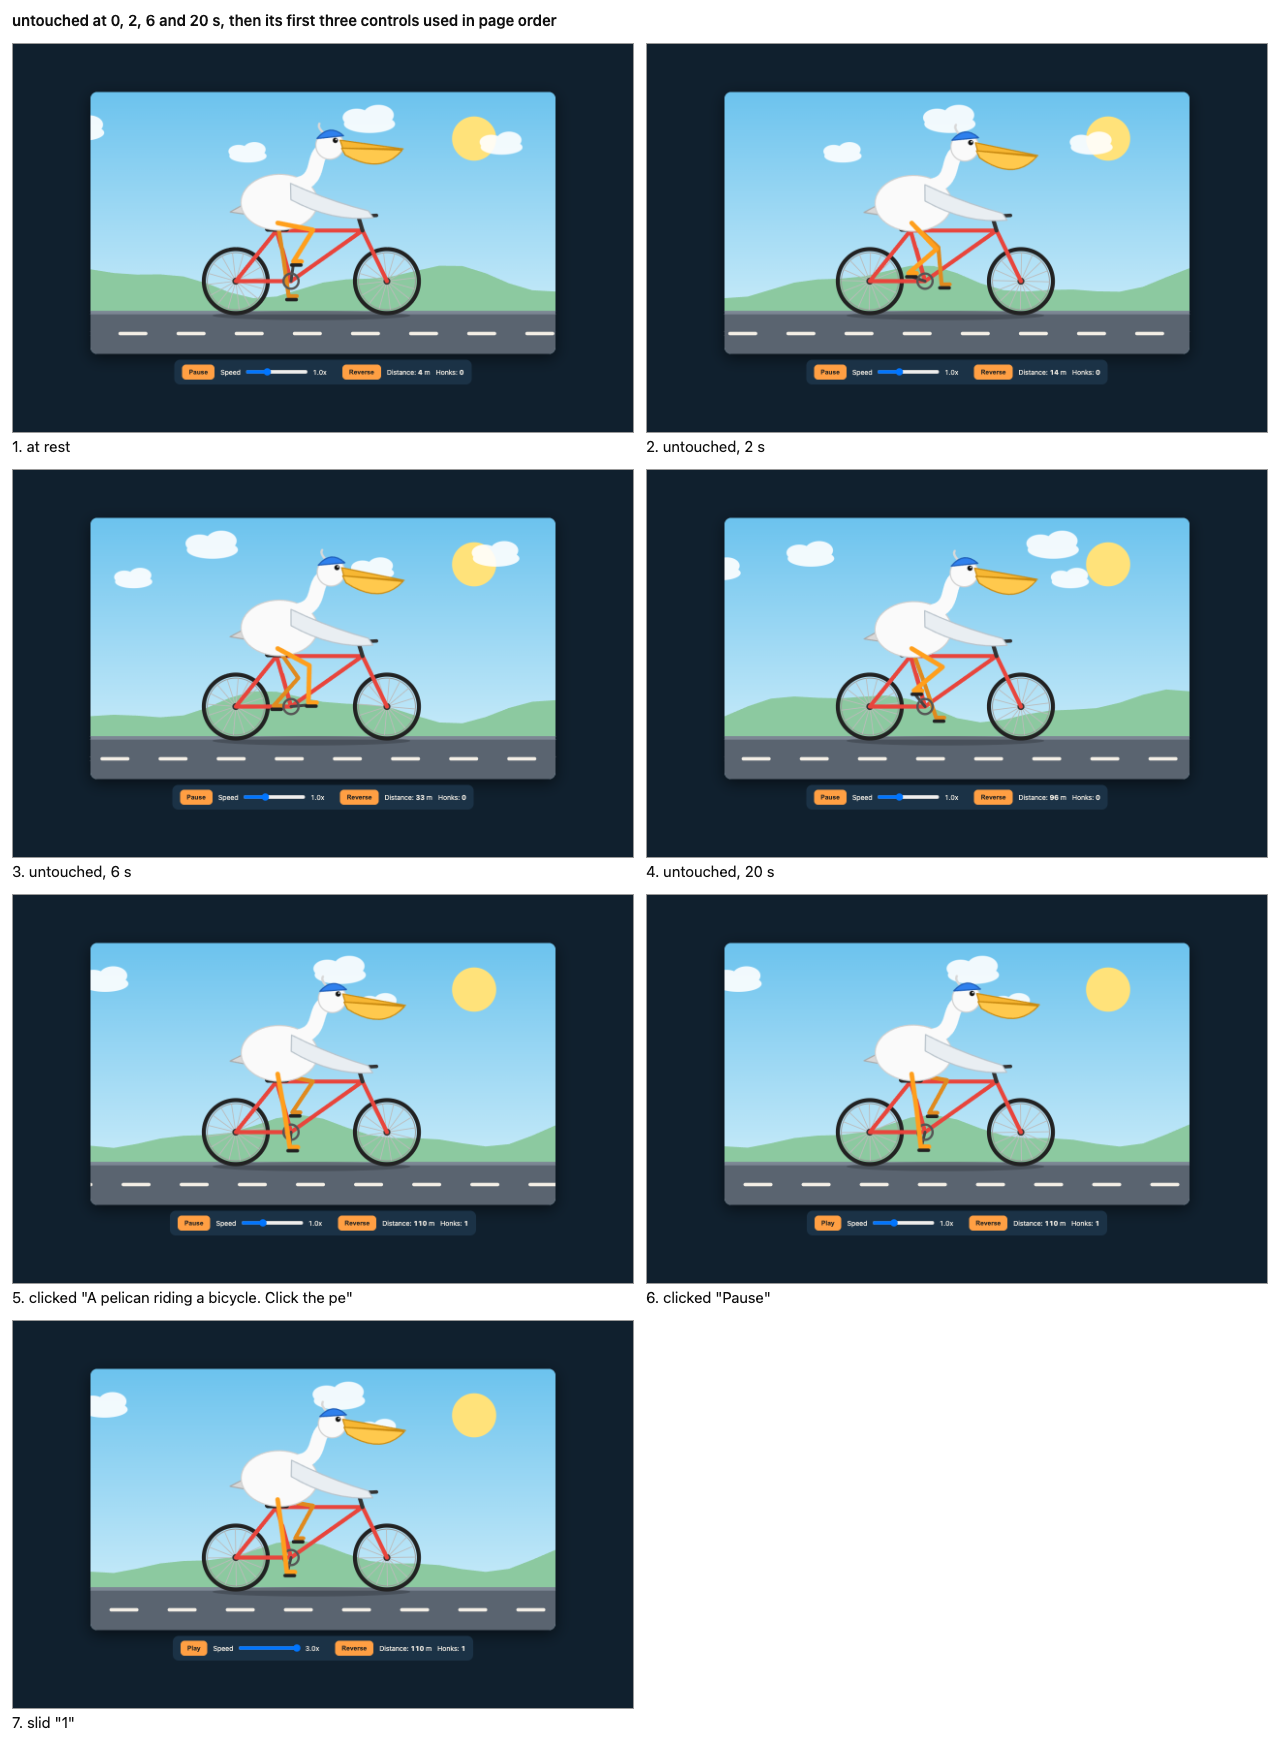 untouched at 0, 2, 6 and 20 s, then its first three controls used in page order
Pause Speed 1.0x Reverse Distance: 4 m Honks: 0
1. at rest
Pause Speed 1.0x Reverse Distance: 14 m Honks: 0
2. untouched, 2 s
Pause Speed 1.0x Reverse Distance: 33 m Honks: 0
3. untouched, 6 s
Pause Speed 1.0x Reverse Distance: 96 m Honks: 0
4. untouched, 20 s
Pause Speed 1.0x Reverse Distance: 110 m Honks: 1
5. clicked "A pelican riding a bicycle. Click the pe"
Play Speed 1.0x Reverse Distance: 110 m Honks: 1
6. clicked "Pause"
Play Speed 3.0x Reverse Distance: 110 m Honks: 1
7. slid "1"